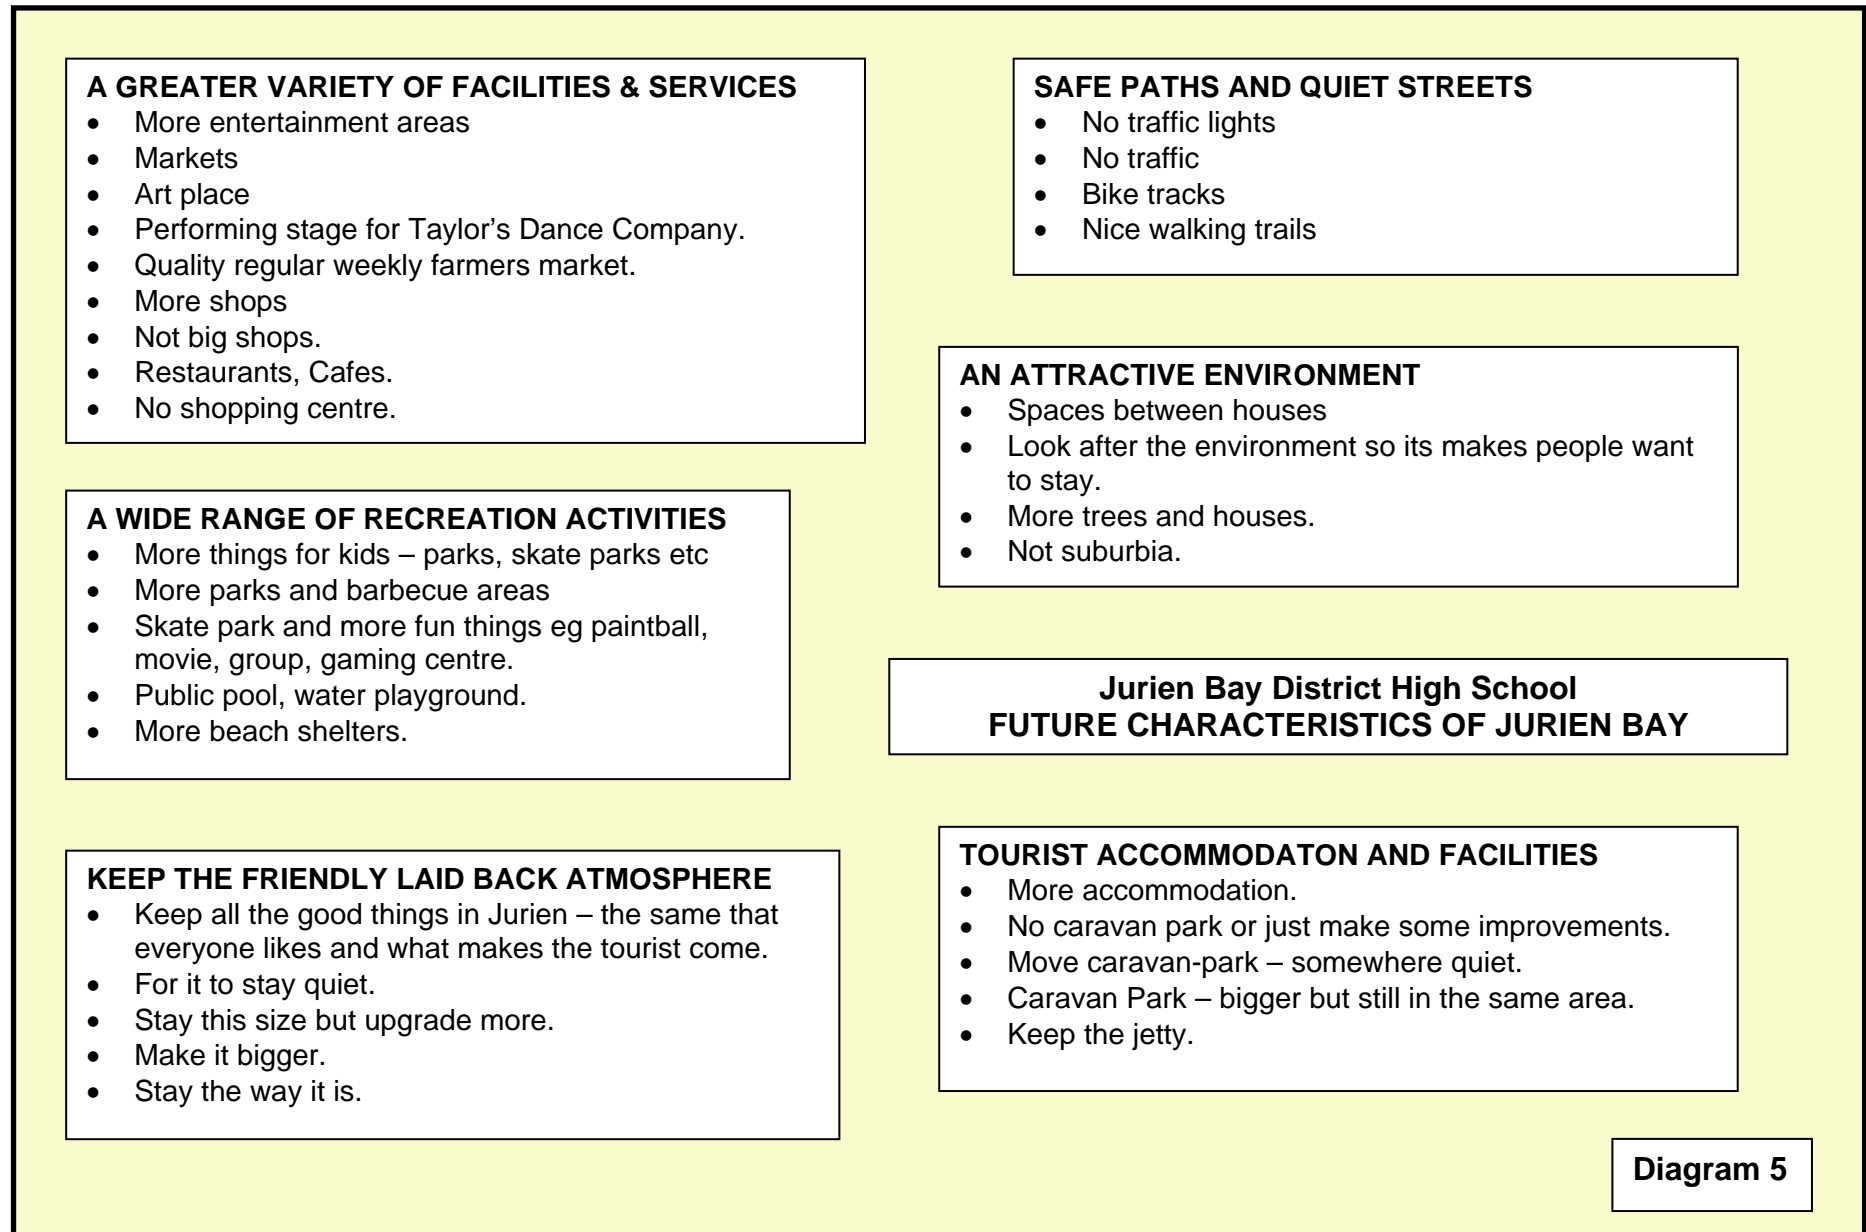 A GREATER VARIETY OF FACILITIES & SERVICES
• More entertainment areas
• Markets
• Art place
• Performing stage for Taylor’s Dance Company.
• Quality regular weekly farmers market.
• More shops
• Not big shops.
• Restaurants, Cafes.
• No shopping centre.
A WIDE RANGE OF RECREATION ACTIVITIES
• More things for kids – parks, skate parks etc
• More parks and barbecue areas
• Skate park and more fun things eg paintball,
movie, group, gaming centre.
• Public pool, water playground.
• More beach shelters.
KEEP THE FRIENDLY LAID BACK ATMOSPHERE
• Keep all the good things in Jurien – the same that
everyone likes and what makes the tourist come.
• For it to stay quiet.
• Stay this size but upgrade more.
• Make it bigger.
• Stay the way it is.
SAFE PATHS AND QUIET STREETS
• No traffic lights
• No traffic
• Bike tracks
• Nice walking trails
AN ATTRACTIVE ENVIRONMENT
• Spaces between houses
• Look after the environment so its makes people want
to stay.
• More trees and houses.
• Not suburbia.
Jurien Bay District High School
FUTURE CHARACTERISTICS OF JURIEN BAY
TOURIST ACCOMMODATON AND FACILITIES
• More accommodation.
• No caravan park or just make some improvements.
• Move caravan-park – somewhere quiet.
• Caravan Park – bigger but still in the same area.
• Keep the jetty.
Diagram 5